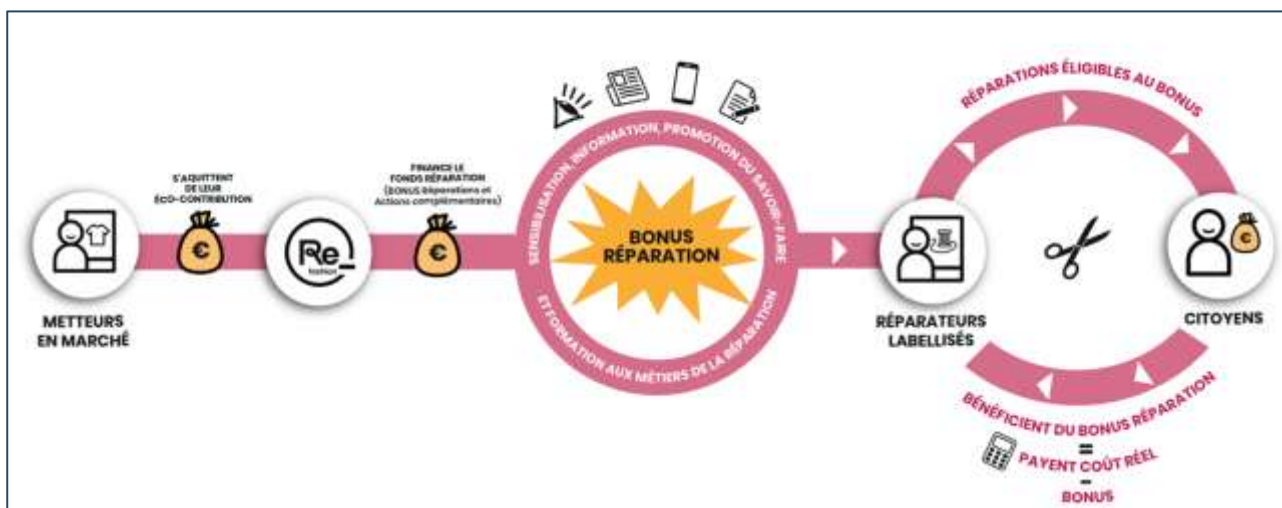 S'AQUITTENT
DE LEUR
ÉCO-CONTRIBUTION
FINANCE LE
FONDS RÉPARATION
(BONUS Réparations et
Actions complémentaires)
METTEURS
EN MARCHÉ
€
Re_
fashion
€
SENSIBILISATION, INFORMATION, PROMOTION DU SAVOIR-FAIRE
ET FORMATION AUX MÉTIERS DE LA RÉPARATION
BONUS
RÉPARATION
RÉPARATIONS ÉLIGIBLES AU BONUS
RÉPARATEURS
LABELLISÉS
€
CITOYENS
BÉNÉFICIENT DU BONUS RÉPARATION
=
PAYENT COÛT RÉEL
-
BONUS